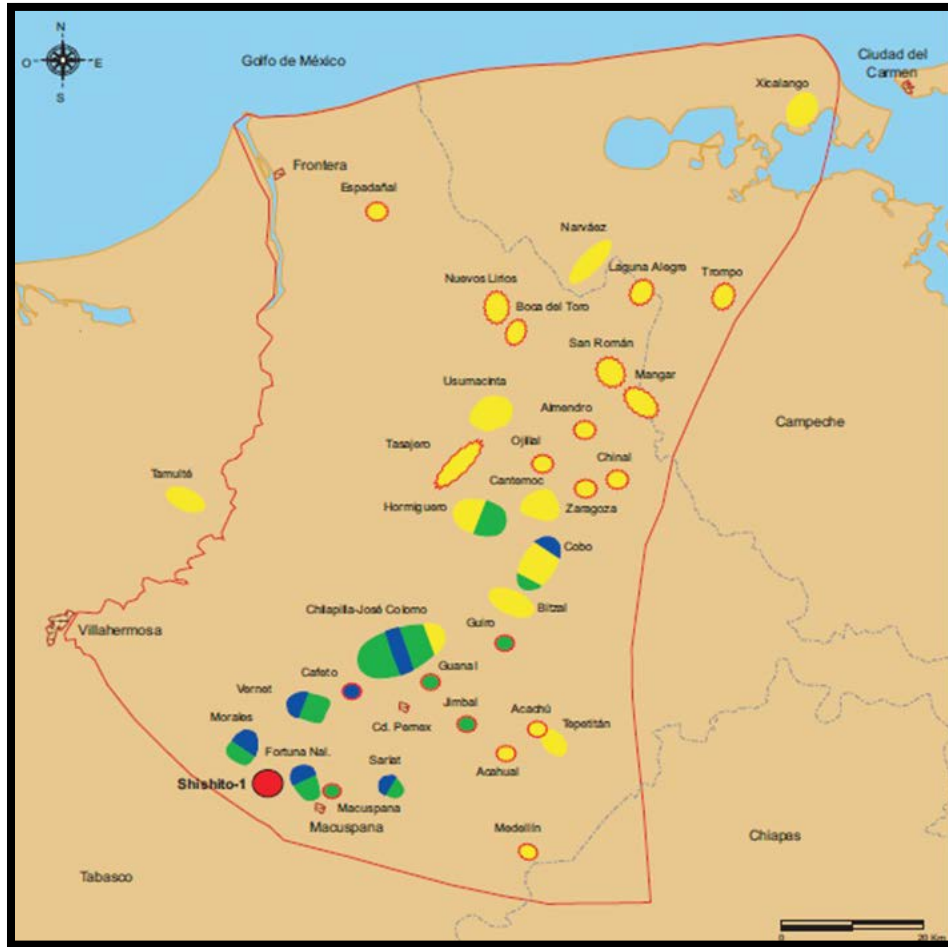 N
O E
S
Golfo de México
Ciudad del
Carmen
Xicalango
Frontera
Espadañal
Narváez
Nuevos Lirios
Laguna Alegre
Trompo
Boca del Toro
San Román
Mangar
Usumacinta
Almendro
Campeche
Tasajero
Ojillal
Chinal
Tamulté
Cantemoc
Hormiguero
Zaragoza
Cobo
Bitzal
Chilapilla-José Colomo
Guiro
Villahermosa
Guanal
Cafeto
Vernet
Jimbal
Acachú
Morales
Cd. Pemex
Tepetitán
Fortuna Nal.
Sarlat
Acahual
Shishito-1
Macuspana
Macuspana
Medellín
Chiapas
Tabasco
0 20 Km